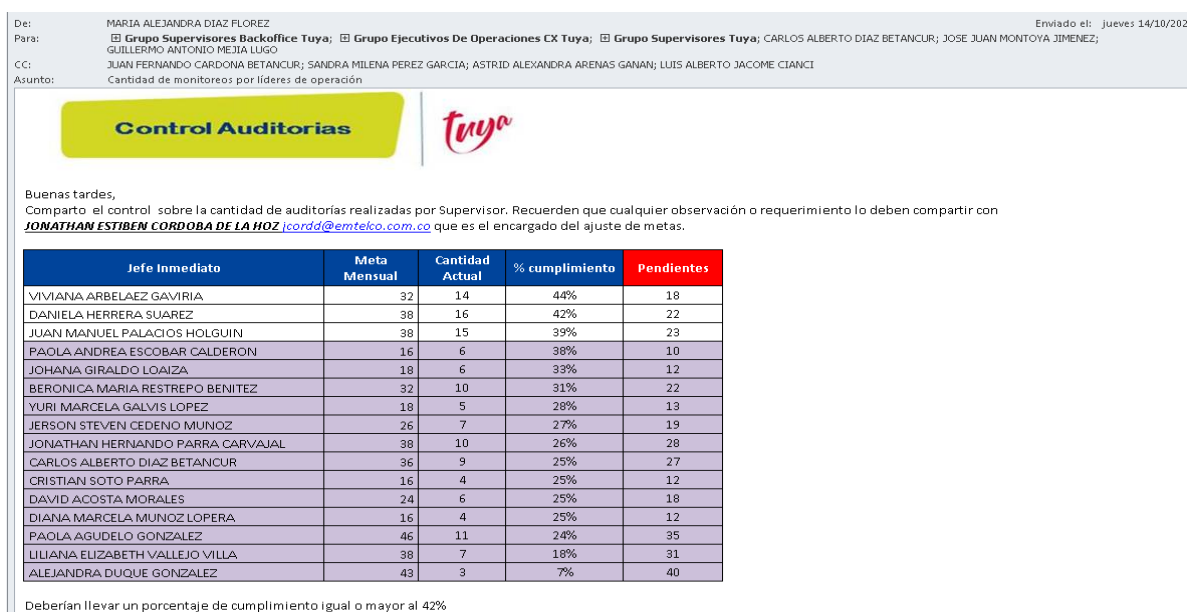 De: MARIA ALEJANDRA DIAZ FLOREZ Enviado el: jueves 14/10/202
Para: Grupo Supervisores Backoffice Tuya; Grupo Ejecutivos De Operaciones CX Tuya; Grupo Supervisores Tuya; CARLOS ALBERTO DIAZ BETANCUR; JOSE JUAN MONTOYA JIMENEZ;
GUILLERMO ANTONIO MEJIA LUGO
CC: JUAN FERNANDO CARDONA BETANCUR; SANDRA MILENA PEREZ GARCIA; ASTRID ALEXANDRA ARENAS GANAN; LUIS ALBERTO JACOME CIANCI
Asunto: Cantidad de monitoreos por líderes de operación
Control Auditorias tuya
Buenas tardes,
Comparto el control sobre la cantidad de auditorías realizadas por Supervisor. Recuerden que cualquier observación o requerimiento lo deben compartir con
JONATHAN ESTIBEN CORDOBA DE LA HOZ jcordd@emtelco.com.co que es el encargado del ajuste de metas.
Jefe Inmediato Meta Mensual Cantidad Actual % cumplimiento Pendientes
VIVIANA ARBELAEZ GAVIRIA 32 14 44% 18
DANIELA HERRERA SUAREZ 38 16 42% 22
JUAN MANUEL PALACIOS HOLGUIN 38 15 39% 23
PAOLA ANDREA ESCOBAR CALDERON 16 6 38% 10
JOHANA GIRALDO LOAIZA 18 6 33% 12
BERONICA MARIA RESTREPO BENITEZ 32 10 31% 22
YURI MARCELA GALVIS LOPEZ 18 5 28% 13
JERSON STEVEN CEDENO MUNOZ 26 7 27% 19
JONATHAN HERNANDO PARRA CARVAJAL 38 10 26% 28
CARLOS ALBERTO DIAZ BETANCUR 36 9 25% 27
CRISTIAN SOTO PARRA 16 4 25% 12
DAVID ACOSTA MORALES 24 6 25% 18
DIANA MARCELA MUNOZ LOPERA 16 4 25% 12
PAOLA AGUDELO GONZALEZ 46 11 24% 35
LILIANA ELIZABETH VALLEJO VILLA 38 7 18% 31
ALEJANDRA DUQUE GONZALEZ 43 3 7% 40
Deberían llevar un porcentaje de cumplimiento igual o mayor al 42%